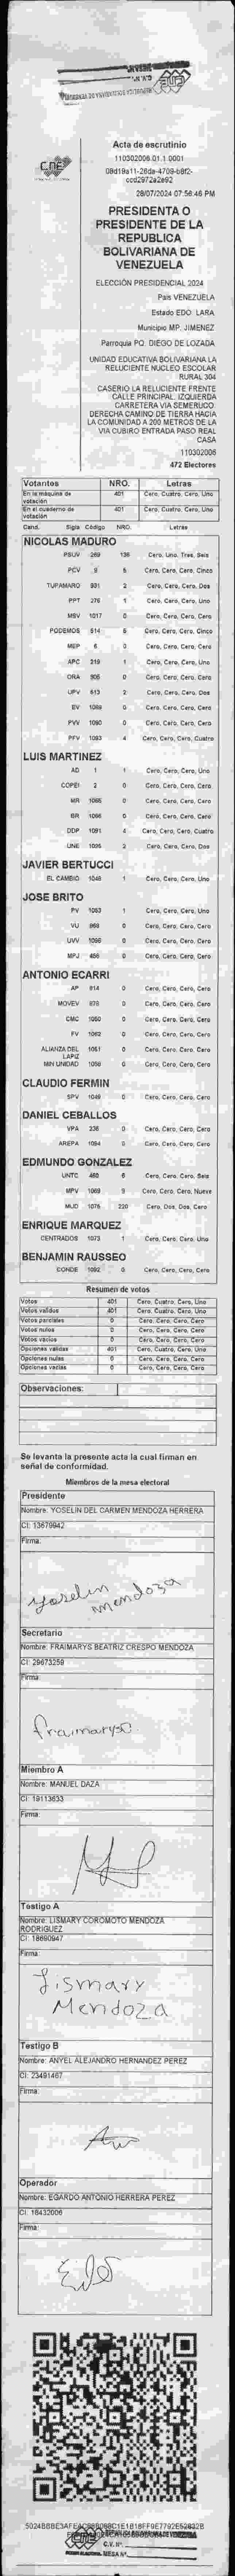 CNE
Acta de escrutinio
110302006.01.1.0001
28/07/2024 07:56:46 PM
PRESIDENTA O
PRESIDENTE DE LA
REPUBLICA
BOLIVARIANA DE
VENEZUELA
ELECCIÓN PRESIDENCIAL 2024
País VENEZUELA
Estado EDO. LARA
Municipio MP. JIMENEZ
Parroquia PQ. DIEGO DE LOZADA
UNIDAD EDUCATIVA BOLIVARIANA LA
RELUCIENTE NUCLEO ESCOLAR
RURAL 304
CASERIO LA RELUCIENTE FRENTE
CALLE PRINCIPAL. IZQUIERDA
CARRETERA VIA SEMERUCO.
DERECHA CAMINO DE TIERRA HACIA
LA COMUNIDAD A 200 METROS DE LA
VIA CUBIRO ENTRADA PASO REAL
CASA
110302006
472 Electores
Votantes NRO. Letras
En la máquina de votación 401 Cero, Cuatro, Cero, Uno
En el cuaderno de votación 401 Cero, Cuatro, Cero, Uno
Cand. Sigla Código NRO. Letras
NICOLAS MADURO
PSUV 269 136 Cero, Uno, Tres, Seis
PCV 9 5 Cero, Cero, Cero, Cinco
TUPAMARO 931 2 Cero, Cero, Cero, Dos
PPT 276 1 Cero, Cero, Cero, Uno
MSV 1017 0 Cero, Cero, Cero, Cero
PODEMOS 514 5 Cero, Cero, Cero, Cinco
MEP 6 0 Cero, Cero, Cero, Cero
APC 219 1 Cero, Cero, Cero, Uno
ORA 906 0 Cero, Cero, Cero, Cero
UPV 513 2 Cero, Cero, Cero, Dos
EV 1089 0 Cero, Cero, Cero, Cero
PVV 1090 0 Cero, Cero, Cero, Cero
PFV 1093 4 Cero, Cero, Cero, Cuatro
LUIS MARTINEZ
AD 1 1 Cero, Cero, Cero, Uno
COPEI 2 0 Cero, Cero, Cero, Cero
MR 1065 0 Cero, Cero, Cero, Cero
BR 1066 0 Cero, Cero, Cero, Cero
DDP 1091 4 Cero, Cero, Cero, Cuatro
UNE 1095 2 Cero, Cero, Cero, Dos
JAVIER BERTUCCI
EL CAMBIO 1048 1 Cero, Cero, Cero, Uno
JOSE BRITO
PV 1053 1 Cero, Cero, Cero, Uno
VU 969 0 Cero, Cero, Cero, Cero
UVV 1096 0 Cero, Cero, Cero, Cero
MPJ 456 0 Cero, Cero, Cero, Cero
ANTONIO ECARRI
AP 914 0 Cero, Cero, Cero, Cero
MOVEV 976 0 Cero, Cero, Cero, Cero
CMC 1050 0 Cero, Cero, Cero, Cero
FV 1062 0 Cero, Cero, Cero, Cero
ALIANZA DEL LAPIZ 1051 0 Cero, Cero, Cero, Cero
MIN UNIDAD 1058 0 Cero, Cero, Cero, Cero
CLAUDIO FERMIN
SPV 1049 0 Cero, Cero, Cero, Cero
DANIEL CEBALLOS
VPA 236 0 Cero, Cero, Cero, Cero
AREPA 1094 0 Cero, Cero, Cero, Cero
EDMUNDO GONZALEZ
UNTC 460 6 Cero, Cero, Cero, Seis
MPV 1069 9 Cero, Cero, Cero, Nueve
MUD 1075 220 Cero, Dos, Dos, Cero
ENRIQUE MARQUEZ
CENTRADOS 1073 1 Cero, Cero, Cero, Uno
BENJAMIN RAUSSEO
CONDE 1092 0 Cero, Cero, Cero, Cero
Resumen de votos
Votos 401 Cero, Cuatro, Cero, Uno
Votos válidos 401 Cero, Cuatro, Cero, Uno
Votos parciales 0 Cero, Cero, Cero, Cero
Votos nulos 0 Cero, Cero, Cero, Cero
Votos vacíos 0 Cero, Cero, Cero, Cero
Opciones válidas 401 Cero, Cuatro, Cero, Uno
Opciones nulas 0 Cero, Cero, Cero, Cero
Opciones vacías 0 Cero, Cero, Cero, Cero
Observaciones:
Se levanta la presente acta la cual firman en
señal de conformidad.
Miembros de la mesa electoral
Presidente
Nombre: YOSELIN DEL CARMEN MENDOZA HERRERA
CI: 13679942
Firma:
Yoselin Mendoza
Secretario
Nombre: FRAIMARYS BEATRIZ CRESPO MENDOZA
CI: 29673259
Firma:
Fraimarys
Miembro A
Nombre: MANUEL DAZA
CI: 19113633
Firma:
Testigo A
Nombre: LISMARY COROMOTO MENDOZA
RODRIGUEZ
CI: 18690947
Firma:
Lismary
Mendoza
Testigo B
Nombre: ANYEL ALEJANDRO HERNANDEZ PEREZ
CI: 23491467
Firma:
Operador
Nombre: EGARDO ANTONIO HERRERA PEREZ
CI: 18432006
Firma:
CNE
C.V. Nº
MESA Nº